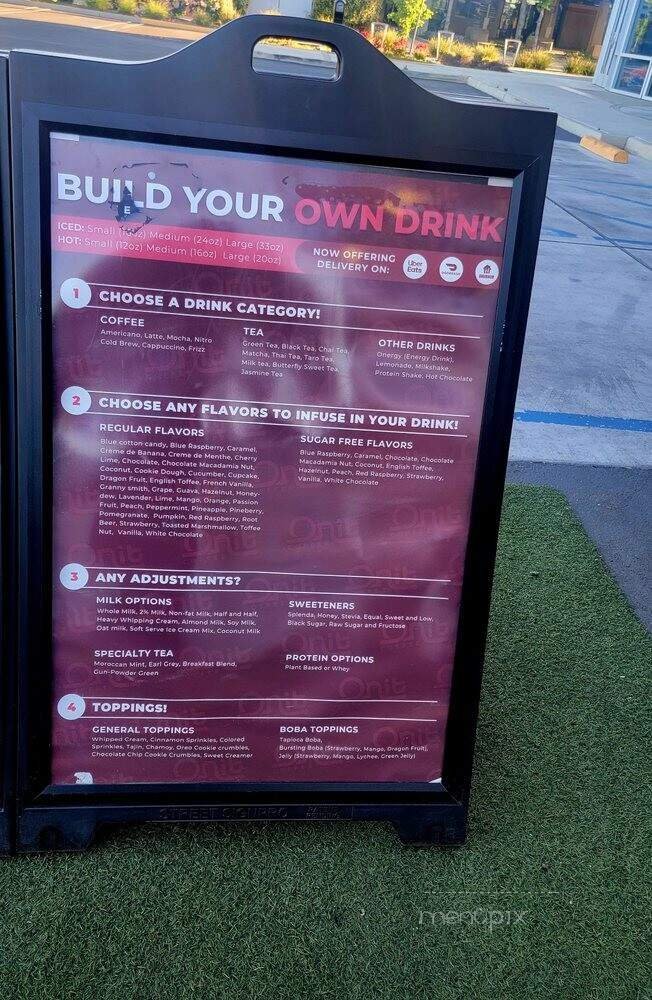 BUILD YOUR OWN DRINK
E
ICED: Small Medium (24oz) Large (33oz)
HOT: Small (12oz) Medium (16oz) Large (20oz)
NOW OFFERING
DELIVERY ON:
Uber
Eats
DOORDASH
1 CHOOSE A DRINK CATEGORY!
COFFEE
Americano, Latte, Mocha, Nitro
Cold Brew, Cappuccino, Frizz
TEA
Green Tea, Black Tea, Chai Tea,
Matcha, Thai Tea, Taro Tea,
Milk tea, Butterfly Sweet Tea,
Jasmine Tea
OTHER DRINKS
Onergy (Energy Drink),
Lemonade, Milkshake,
Protein Shake, Hot Chocolate
2 CHOOSE ANY FLAVORS TO INFUSE IN YOUR DRINK!
REGULAR FLAVORS
Blue cotton candy, Blue Raspberry, Caramel,
Creme de Banana, Creme de Menthe, Cherry
Lime, Chocolate, Chocolate Macadamia Nut,
Coconut, Cookie Dough, Cucumber, Cupcake,
Dragon Fruit, English Toffee, French Vanilla,
Granny smith, Grape, Guava, Hazelnut, Honey-
dew, Lavender, Lime, Mango, Orange, Passion
Fruit, Peach, Peppermint, Pineapple, Pineberry,
Pomegranate, Pumpkin, Red Raspberry, Root
Beer, Strawberry, Toasted Marshmallow, Toffee
Nut, Vanilla, White Chocolate
SUGAR FREE FLAVORS
Blue Raspberry, Caramel, Chocolate, Chocolate
Macadamia Nut, Coconut, English Toffee,
Hazelnut, Peach, Red Raspberry, Strawberry,
Vanilla, White Chocolate
3 ANY ADJUSTMENTS?
MILK OPTIONS
Whole Milk, 2% Milk, Non-fat Milk, Half and Half,
Heavy Whipping Cream, Almond Milk, Soy Milk,
Oat milk, Soft Serve Ice Cream Mix, Coconut Milk
SWEETENERS
Splenda, Honey, Stevia, Equal, Sweet and Low,
Black Sugar, Raw Sugar and Fructose
SPECIALTY TEA
Moroccan Mint, Earl Grey, Breakfast Blend,
Gun-Powder Green
PROTEIN OPTIONS
Plant Based or Whey
4 TOPPINGS!
GENERAL TOPPINGS
Whipped Cream, Cinnamon Sprinkles, Colored
Sprinkles, Tajin, Chamoy, Oreo Cookie crumbles,
Chocolate Chip Cookie Crumbles, Sweet Creamer
BOBA TOPPINGS
Tapioca Boba,
Bursting Boba (Strawberry, Mango, Dragon Fruit),
Jelly (Strawberry, Mango, Lychee, Green Jelly)
menupix